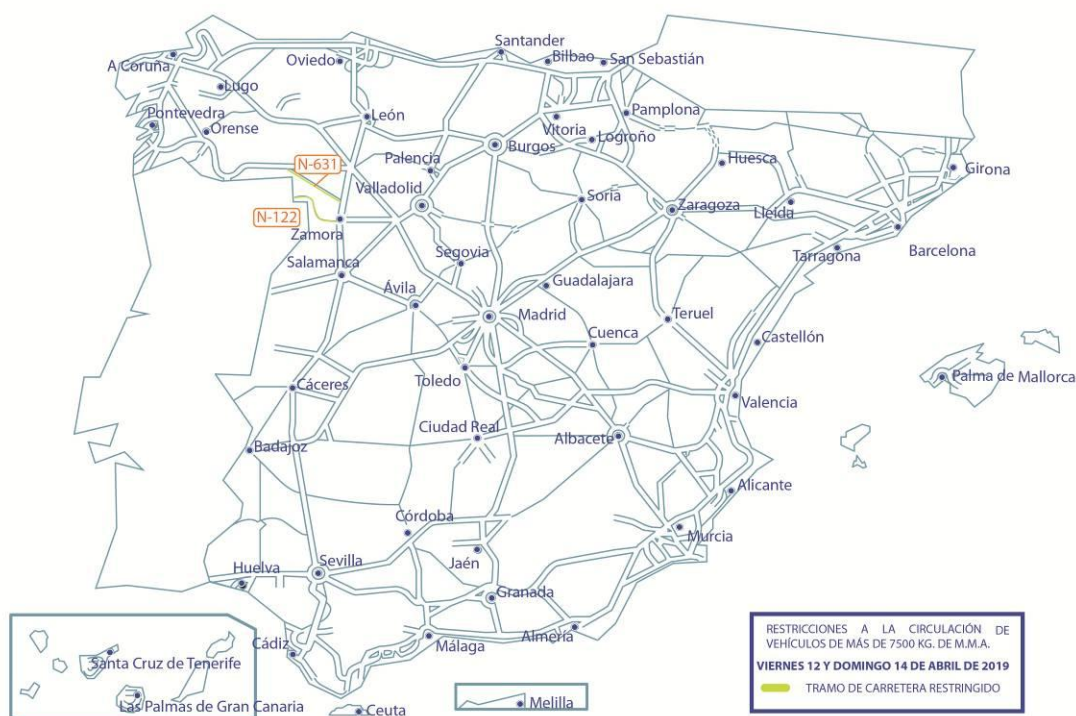 Santander
A Coruña
Oviedo
Bilbao
San Sebastián
Lugo
Pontevedra
León
Pamplona
Orense
Vitoria
Logroño
Burgos
N-631
Palencia
Huesca
Girona
Valladolid
Soria
Zaragoza
Lleida
N-122
Zamora
Barcelona
Segovia
Tarragona
Salamanca
Guadalajara
Ávila
Madrid
Teruel
Cuenca
Castellón
Toledo
Palma de Mallorca
Cáceres
Valencia
Ciudad Real
Albacete
Badajoz
Alicante
Córdoba
Murcia
Jaén
Sevilla
Huelva
Granada
Almería
Málaga
Cádiz
Santa Cruz de Tenerife
Las Palmas de Gran Canaria
Ceuta
Melilla
RESTRICCIONES A LA CIRCULACIÓN DE
VEHÍCULOS DE MÁS DE 7500 KG. DE M.M.A.
VIERNES 12 Y DOMINGO 14 DE ABRIL DE 2019
TRAMO DE CARRETERA RESTRINGIDO